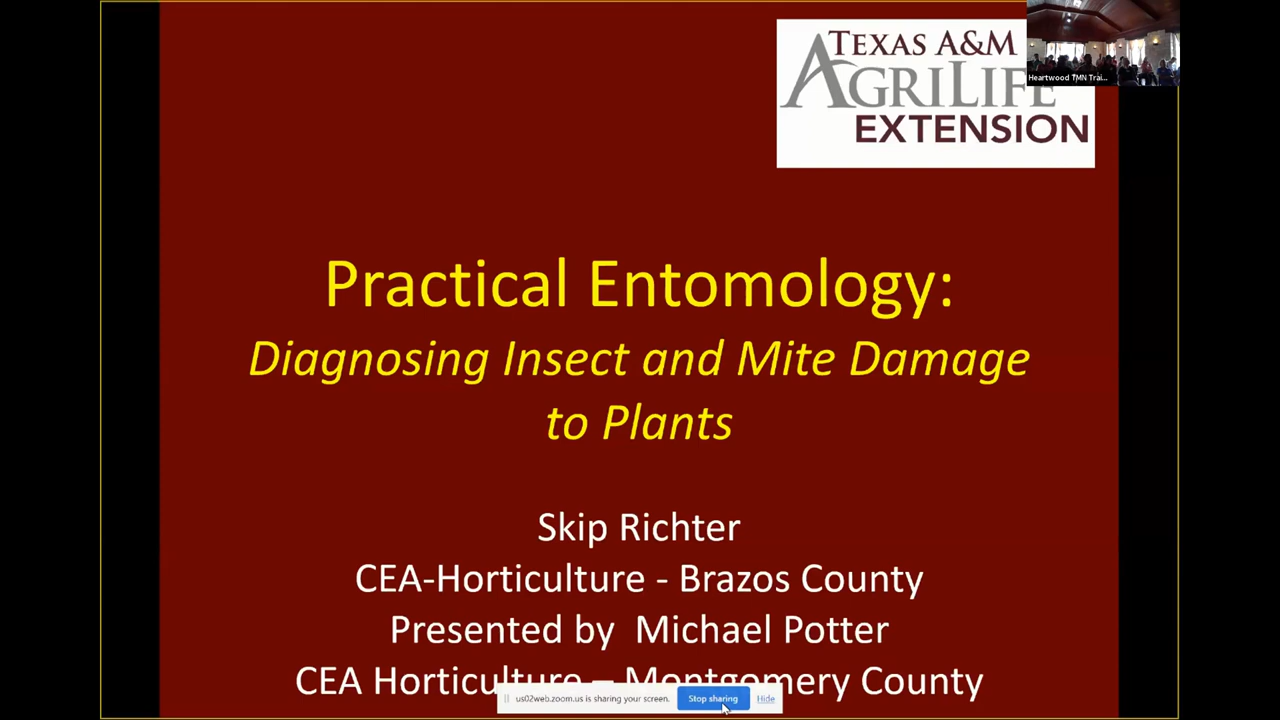 TEXAS A&M
AGRILIFE
EXTENSION
Heartwood TMN Trai...
Practical Entomology:
Diagnosing Insect and Mite Damage
to Plants
Skip Richter
CEA-Horticulture - Brazos County
Presented by Michael Potter
CEA Horticulture – Montgomery County
us02web.zoom.us is sharing your screen.
Stop sharing
Hide